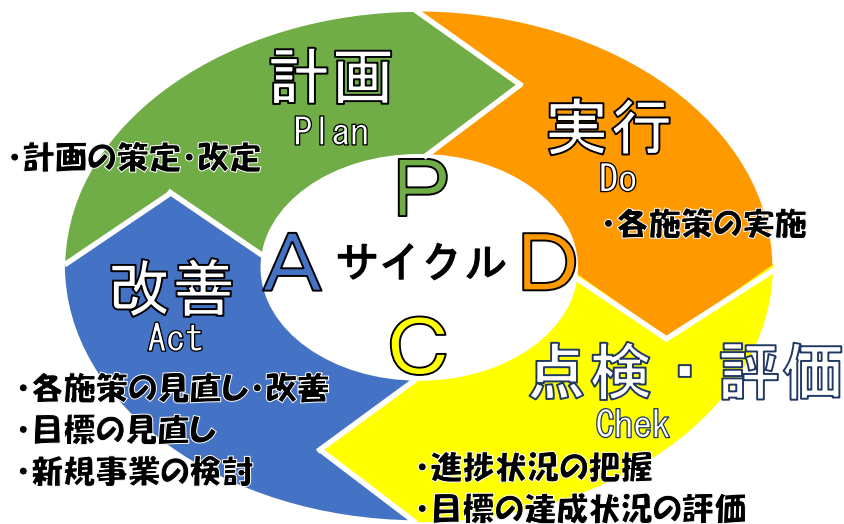 計画
Plan
・計画の策定・改定
実行
Do
・各施策の実施
P
A
サイクル
D
C
改善
Act
・各施策の見直し・改善
・目標の見直し
・新規事業の検討
点検・評価
Chek
・進捗状況の把握
・目標の達成状況の評価